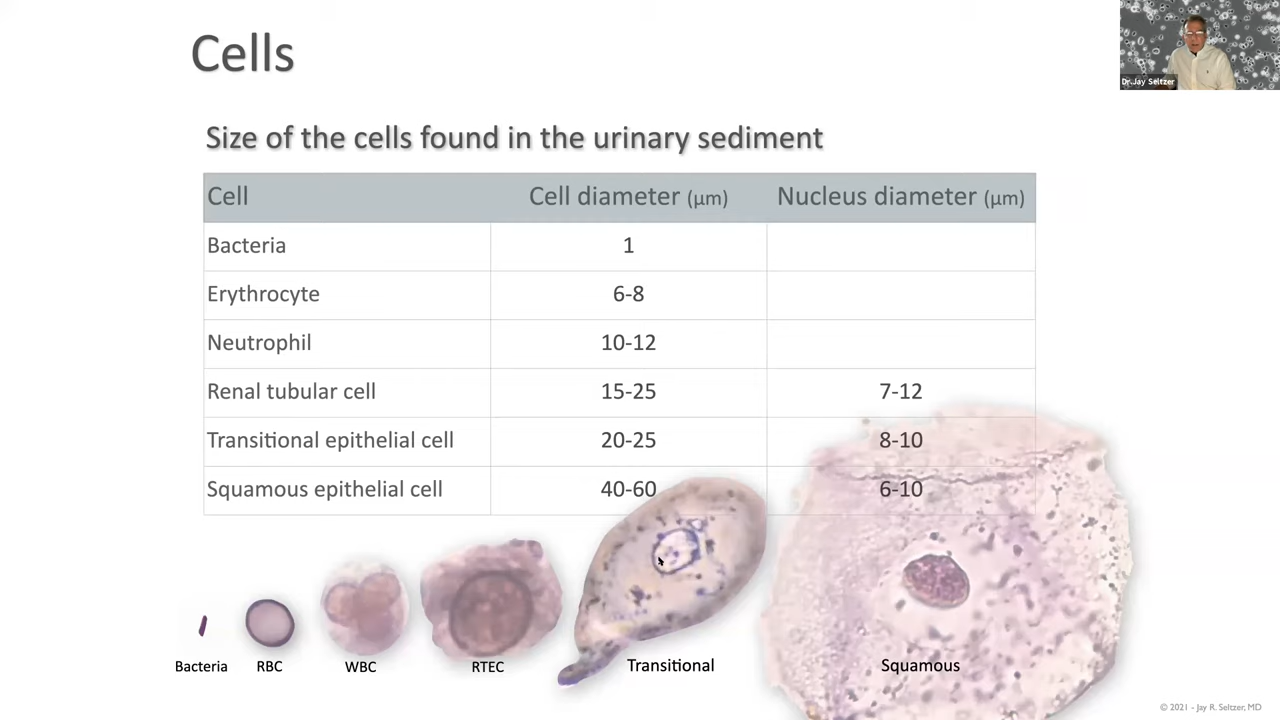 Cells
Dr.Jay Seltzer
Size of the cells found in the urinary sediment
Cell Cell diameter (μm) Nucleus diameter (μm)
Bacteria 1
Erythrocyte 6-8
Neutrophil 10-12
Renal tubular cell 15-25 7-12
Transitional epithelial cell 20-25 8-10
Squamous epithelial cell 40-60 6-10
Bacteria RBC WBC RTEC Transitional Squamous
© 2021 - Jay R. Seltzer, MD